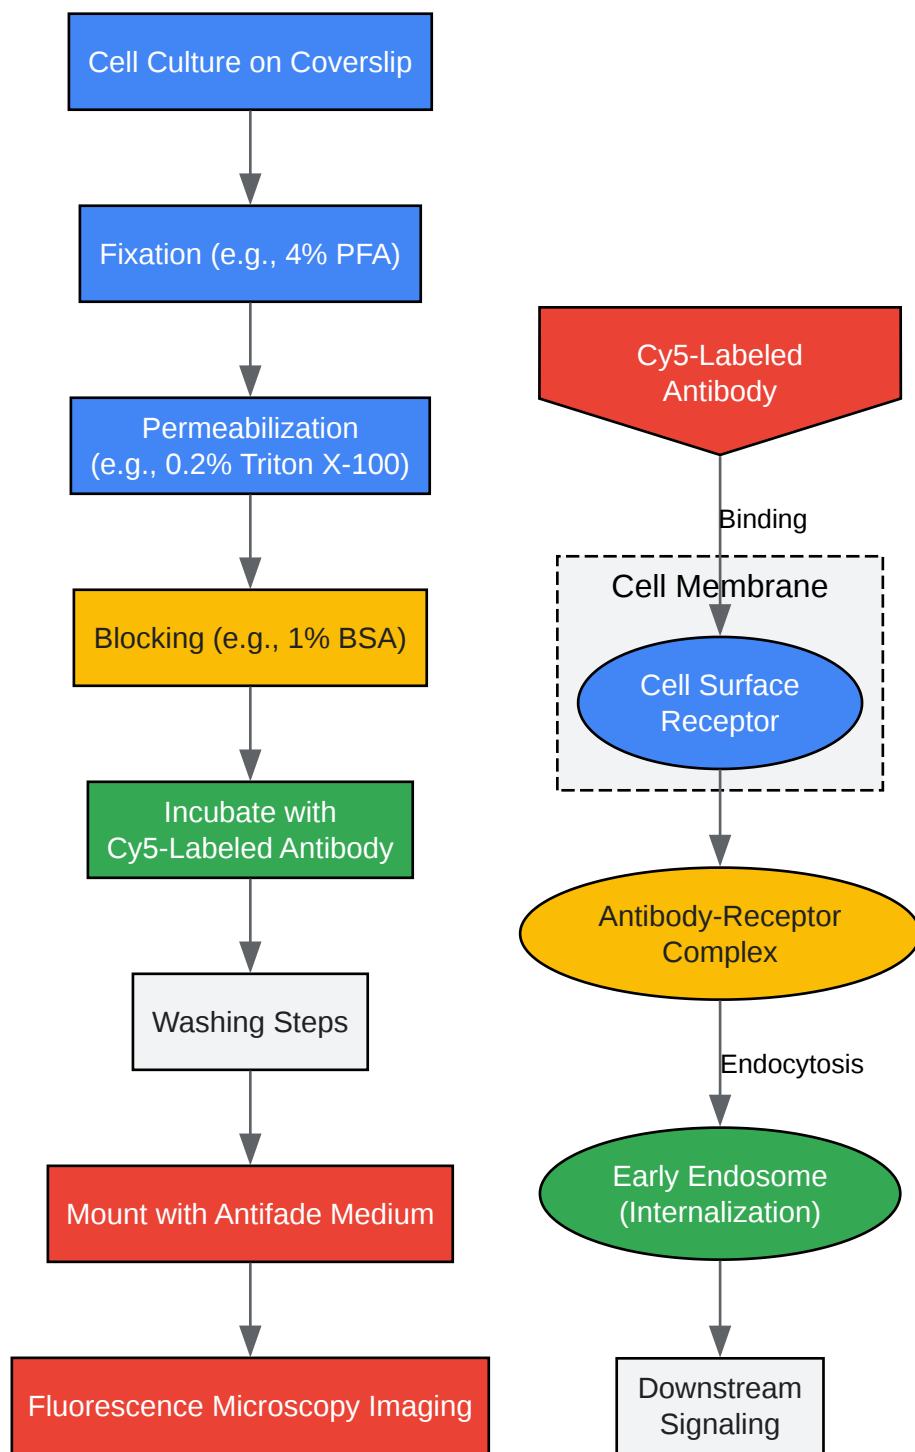 Cell Culture on Coverslip
Fixation (e.g., 4% PFA)
Permeabilization
(e.g., 0.2% Triton X-100)
Blocking (e.g., 1% BSA)
Incubate with
Cy5-Labeled Antibody
Washing Steps
Mount with Antifade Medium
Fluorescence Microscopy Imaging
Cy5-Labeled
Antibody
Binding
Cell Membrane
Cell Surface
Receptor
Antibody-Receptor
Complex
Endocytosis
Early Endosome
(Internalization)
Downstream
Signaling